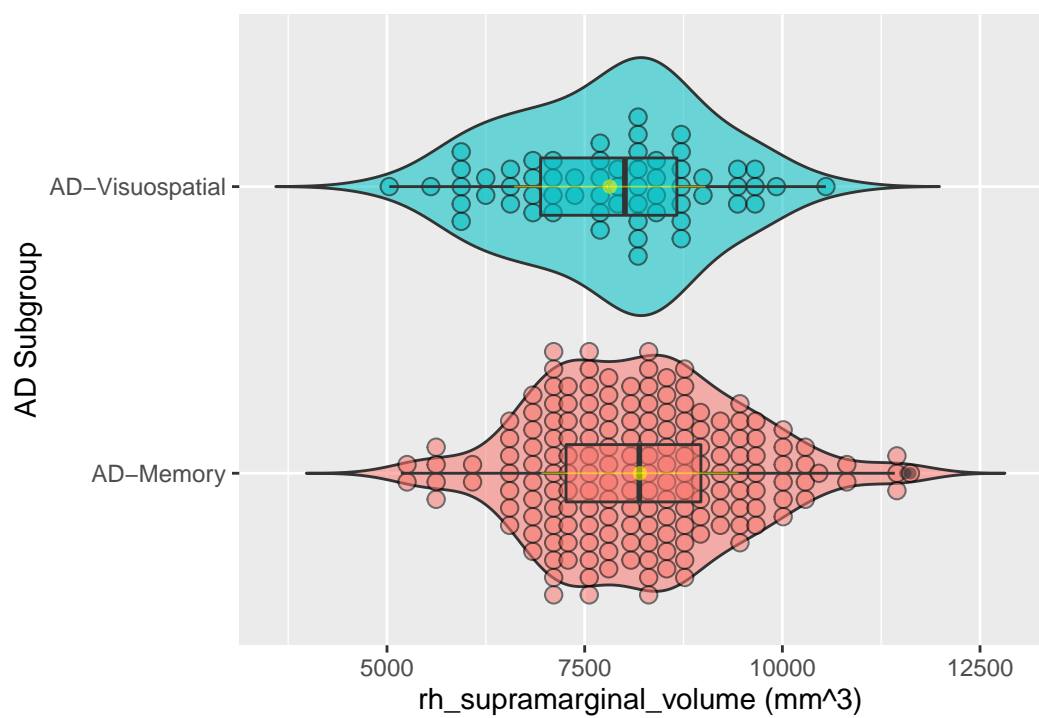 AD Subgroup
AD−Visuospatial
AD−Memory
5000 7500 10000 12500
rh_supramarginal_volume (mm^3)